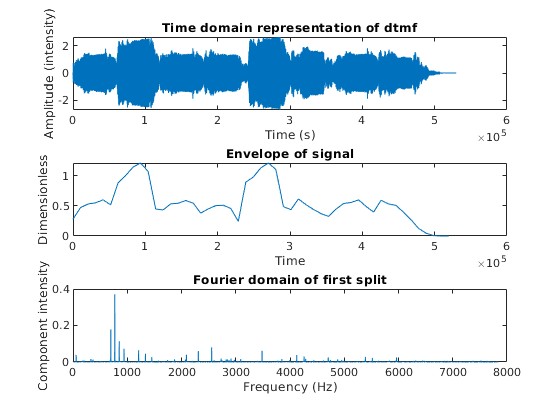 Time domain representation of dtmf
Amplitude (intensity)
2
0
-2
0 1 2 3 4 5 6
Time (s)
×10^5
Envelope of signal
Dimensionless
1
0.5
0
0 1 2 3 4 5 6
Time
×10^5
Fourier domain of first split
Component intensity
0.4
0.2
0
0 1000 2000 3000 4000 5000 6000 7000 8000
Frequency (Hz)